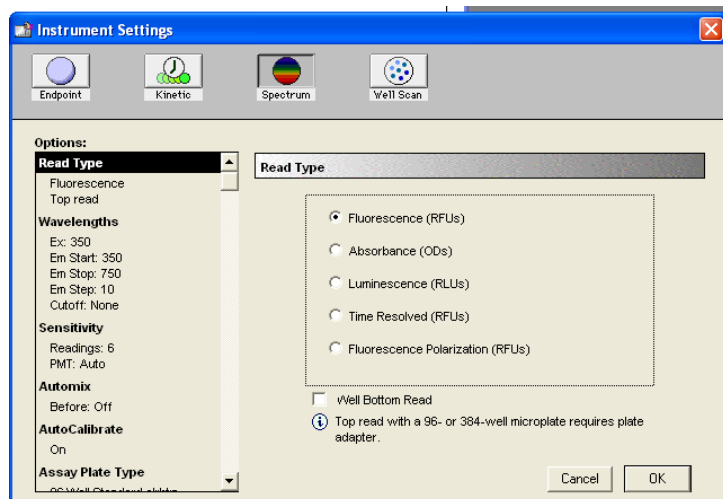 Instrument Settings
Endpoint
Kinetic
Spectrum
Well Scan
Options:
Read Type
Fluorescence
Top read
Wavelengths
Ex: 350
Em Start: 350
Em Stop: 750
Em Step: 10
Cutoff: None
Sensitivity
Readings: 6
PMT: Auto
Automix
Before: Off
AutoCalibrate
On
Assay Plate Type
Read Type
Fluorescence (RFUs)
Absorbance (ODs)
Luminescence (RLUs)
Time Resolved (RFUs)
Fluorescence Polarization (RFUs)
Well Bottom Read
Top read with a 96- or 384-well microplate requires plate
adapter.
Cancel
OK